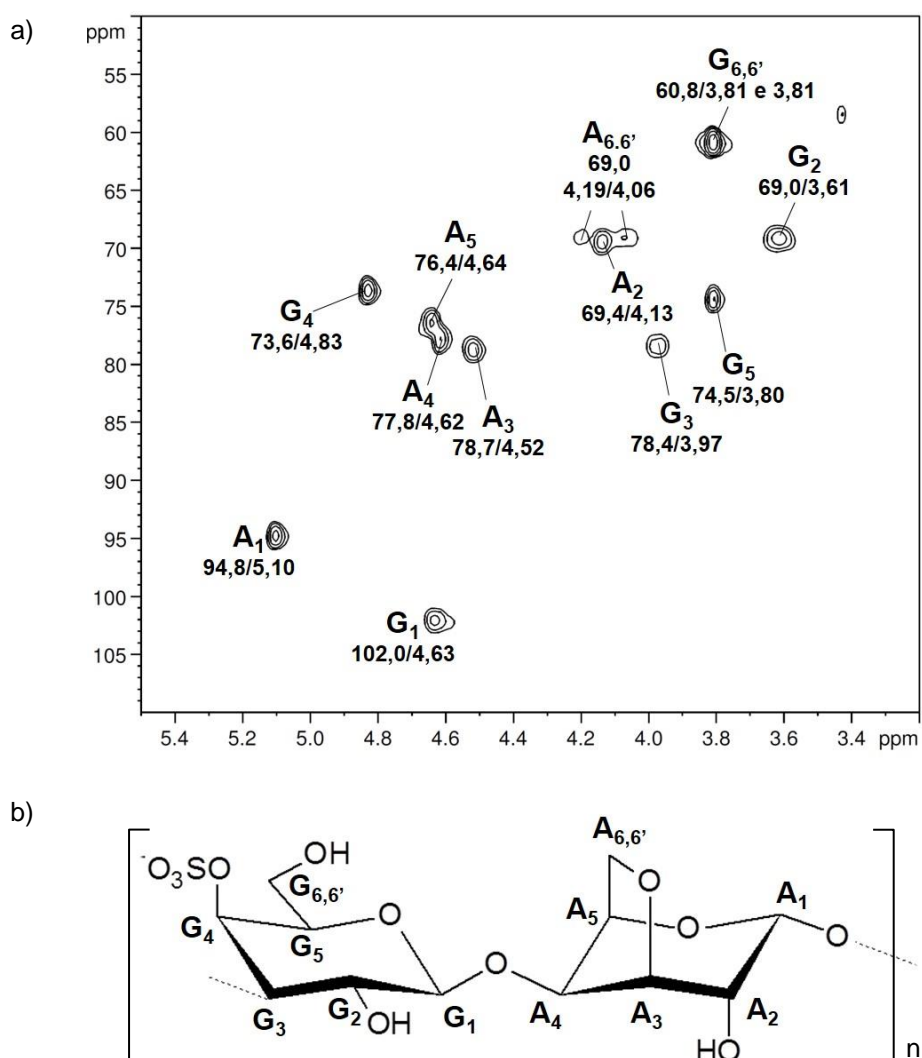 a)
ppm
55
60
65
70
75
80
85
90
95
100
105
5.4 5.2 5.0 4.8 4.6 4.4 4.2 4.0 3.8 3.6 3.4 ppm
G6,6’
60,8/3,81 e 3,81
A6.6’
69,0
4,19/4,06
G2
69,0/3,61
A5
76,4/4,64
A2
69,4/4,13
G4
73,6/4,83
G5
74,5/3,80
A4
77,8/4,62
A3
78,7/4,52
G3
78,4/3,97
A1
94,8/5,10
G1
102,0/4,63
b)
A6,6’
-O3SO
OH
G6,6’
O
A1
G4
O
A5
O
O
G5
O
G3
G2
OH
G1
A4
A3
A2
HO
n